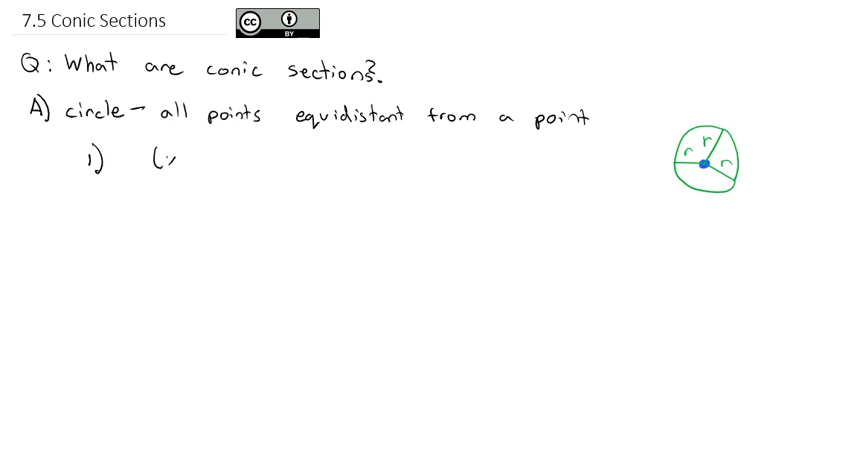 7.5 Conic Sections
cc BY
Q: What are conic sections?
A) circle - all points equidistant from a point
r r r
1) (